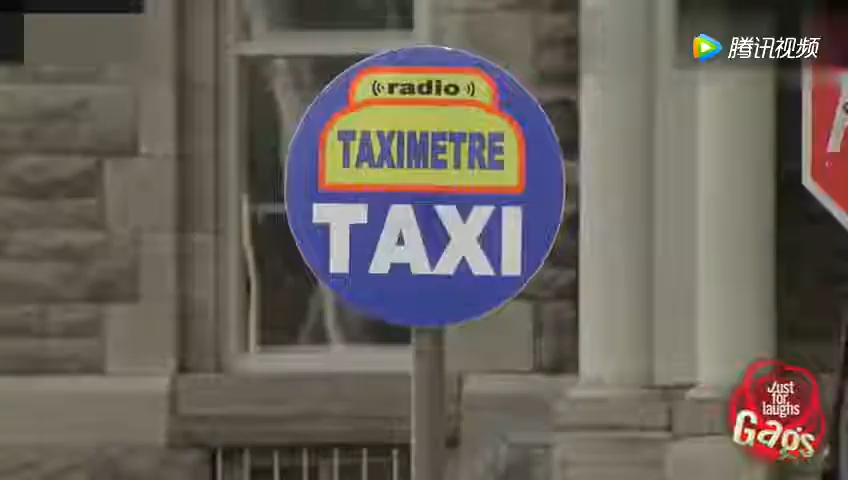 腾讯视频
radio
TAXIMETRE
TAXI
Just
for
laughs
Gags